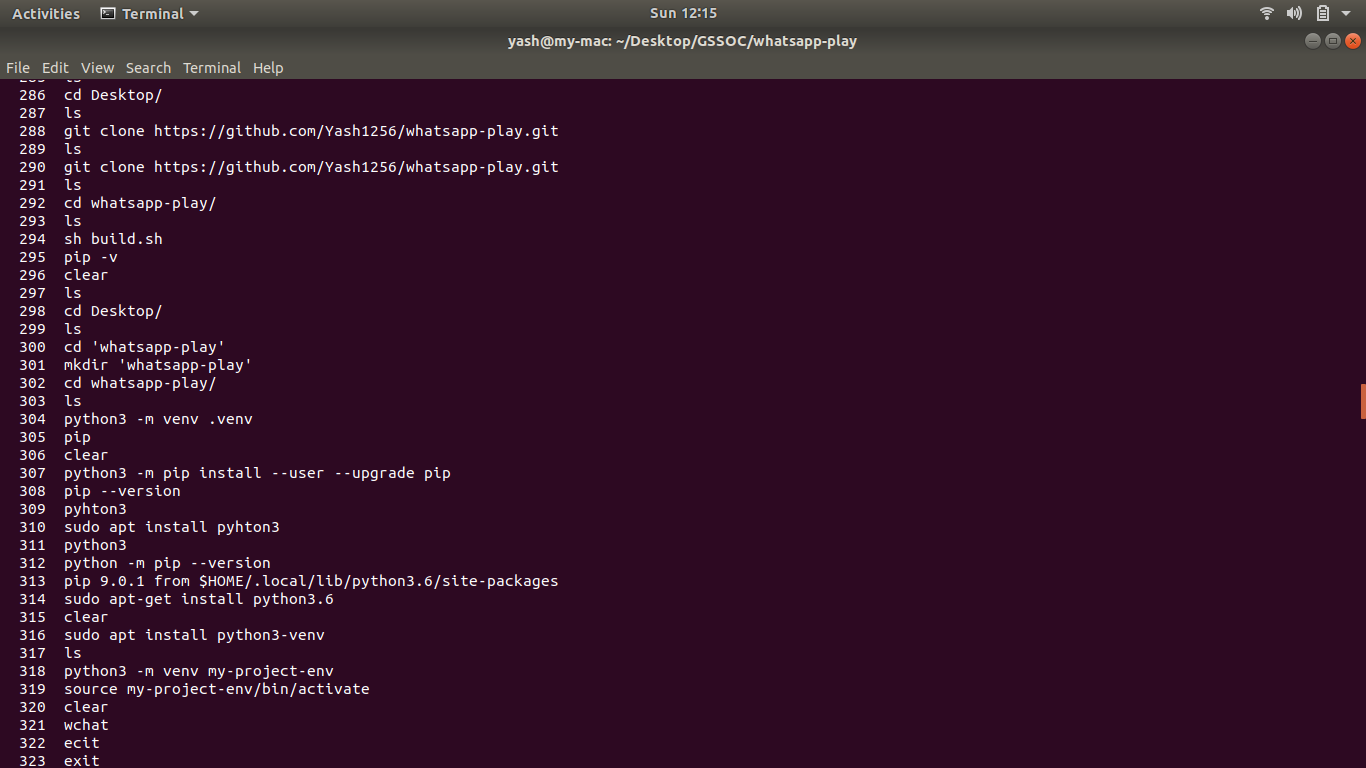 Activities Terminal Sun 12:15
yash@my-mac: ~/Desktop/GSSOC/whatsapp-play
File Edit View Search Terminal Help
285 ls
286 cd Desktop/
287 ls
288 git clone https://github.com/Yash1256/whatsapp-play.git
289 ls
290 git clone https://github.com/Yash1256/whatsapp-play.git
291 ls
292 cd whatsapp-play/
293 ls
294 sh build.sh
295 pip -v
296 clear
297 ls
298 cd Desktop/
299 ls
300 cd 'whatsapp-play'
301 mkdir 'whatsapp-play'
302 cd whatsapp-play/
303 ls
304 python3 -m venv .venv
305 pip
306 clear
307 python3 -m pip install --user --upgrade pip
308 pip --version
309 pyhton3
310 sudo apt install pyhton3
311 python3
312 python -m pip --version
313 pip 9.0.1 from $HOME/.local/lib/python3.6/site-packages
314 sudo apt-get install python3.6
315 clear
316 sudo apt install python3-venv
317 ls
318 python3 -m venv my-project-env
319 source my-project-env/bin/activate
320 clear
321 wchat
322 ecit
323 exit